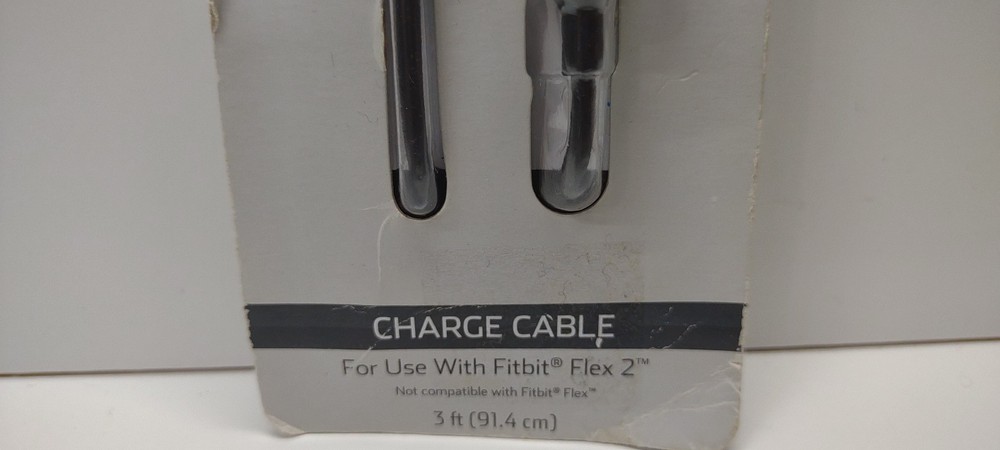 CHARGE CABLE
For Use With Fitbit® Flex 2™
Not compatible with Fitbit® Flex™
3 ft (91.4 cm)